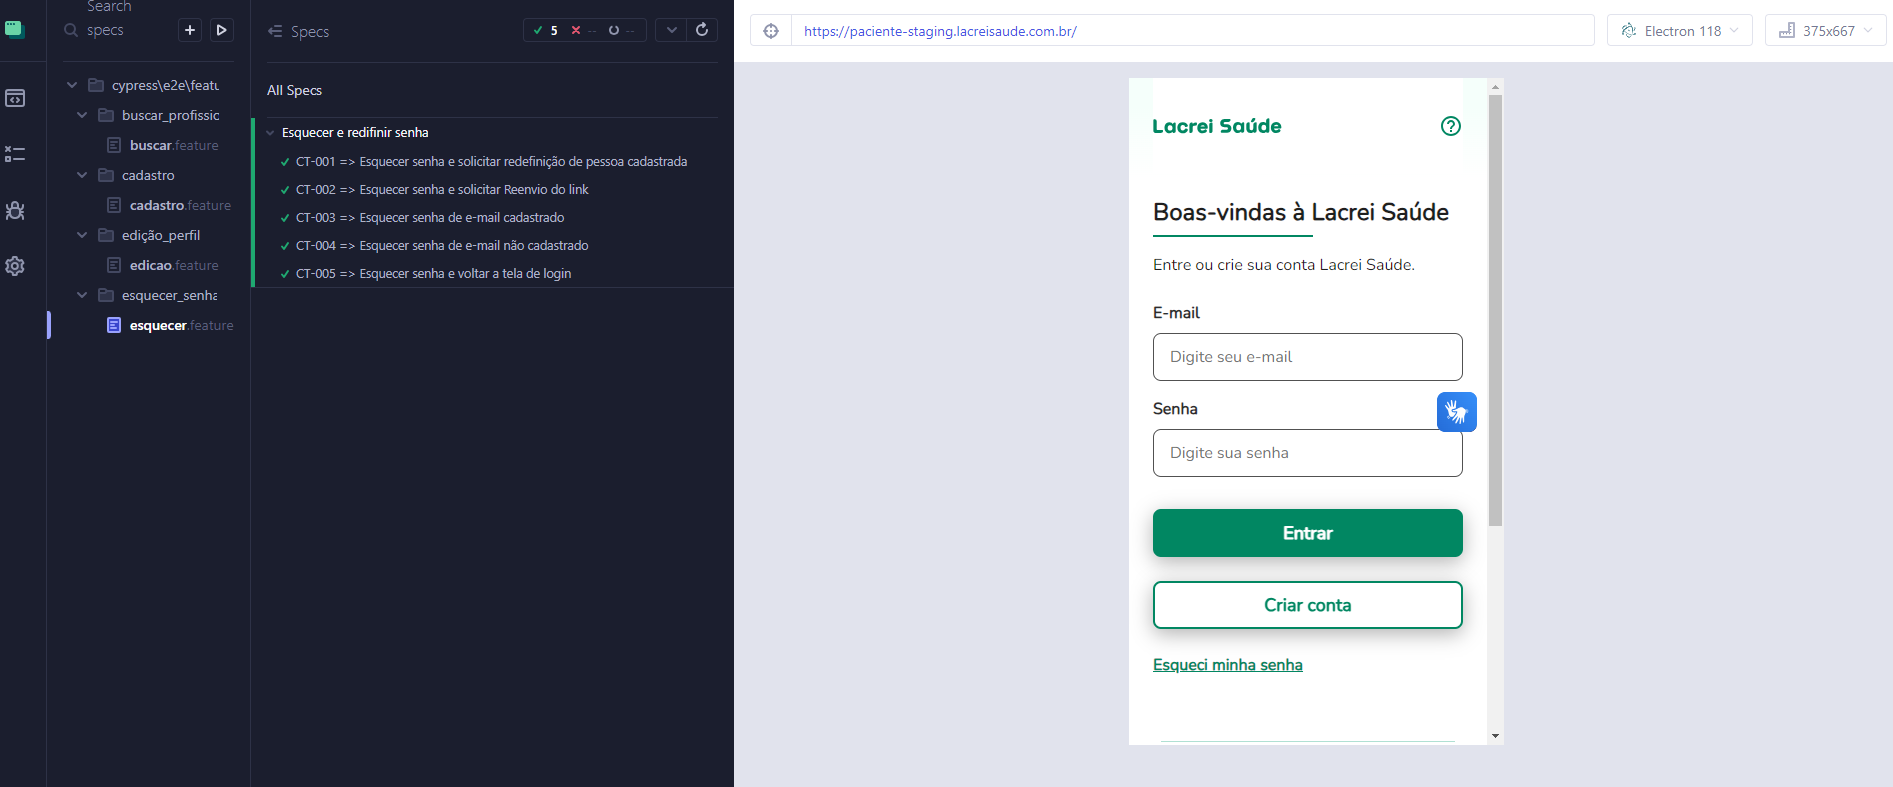 Search
specs
cypress\e2e\featu
buscar_profissio
buscar.feature
cadastro
cadastro.feature
edição_perfil
edicao.feature
esquecer_senha
esquecer.feature
Specs
5 -- --
All Specs
Esquecer e redifinir senha
CT-001 => Esquecer senha e solicitar redefinição de pessoa cadastrada
CT-002 => Esquecer senha e solicitar Reenvio do link
CT-003 => Esquecer senha de e-mail cadastrado
CT-004 => Esquecer senha de e-mail não cadastrado
CT-005 => Esquecer senha e voltar a tela de login
https://paciente-staging.lacreisaude.com.br/
Electron 118
375x667
Lacrei Saúde
Boas-vindas à Lacrei Saúde
Entre ou crie sua conta Lacrei Saúde.
E-mail
Digite seu e-mail
Senha
Digite sua senha
Entrar
Criar conta
Esqueci minha senha